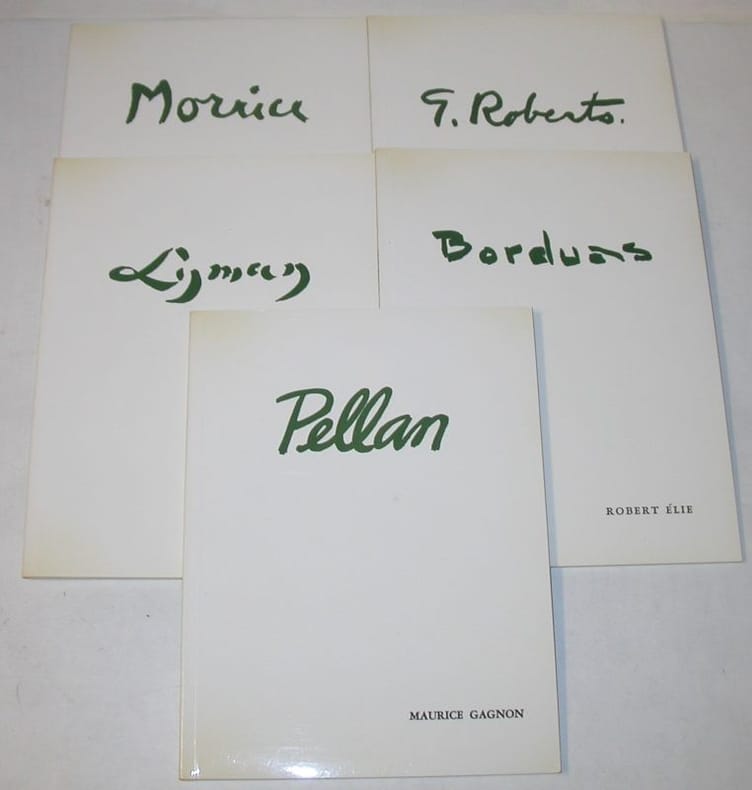 Morrice
G. Roberts.
Lyman
Borduas
ROBERT ÉLIE
Pellan
MAURICE GAGNON